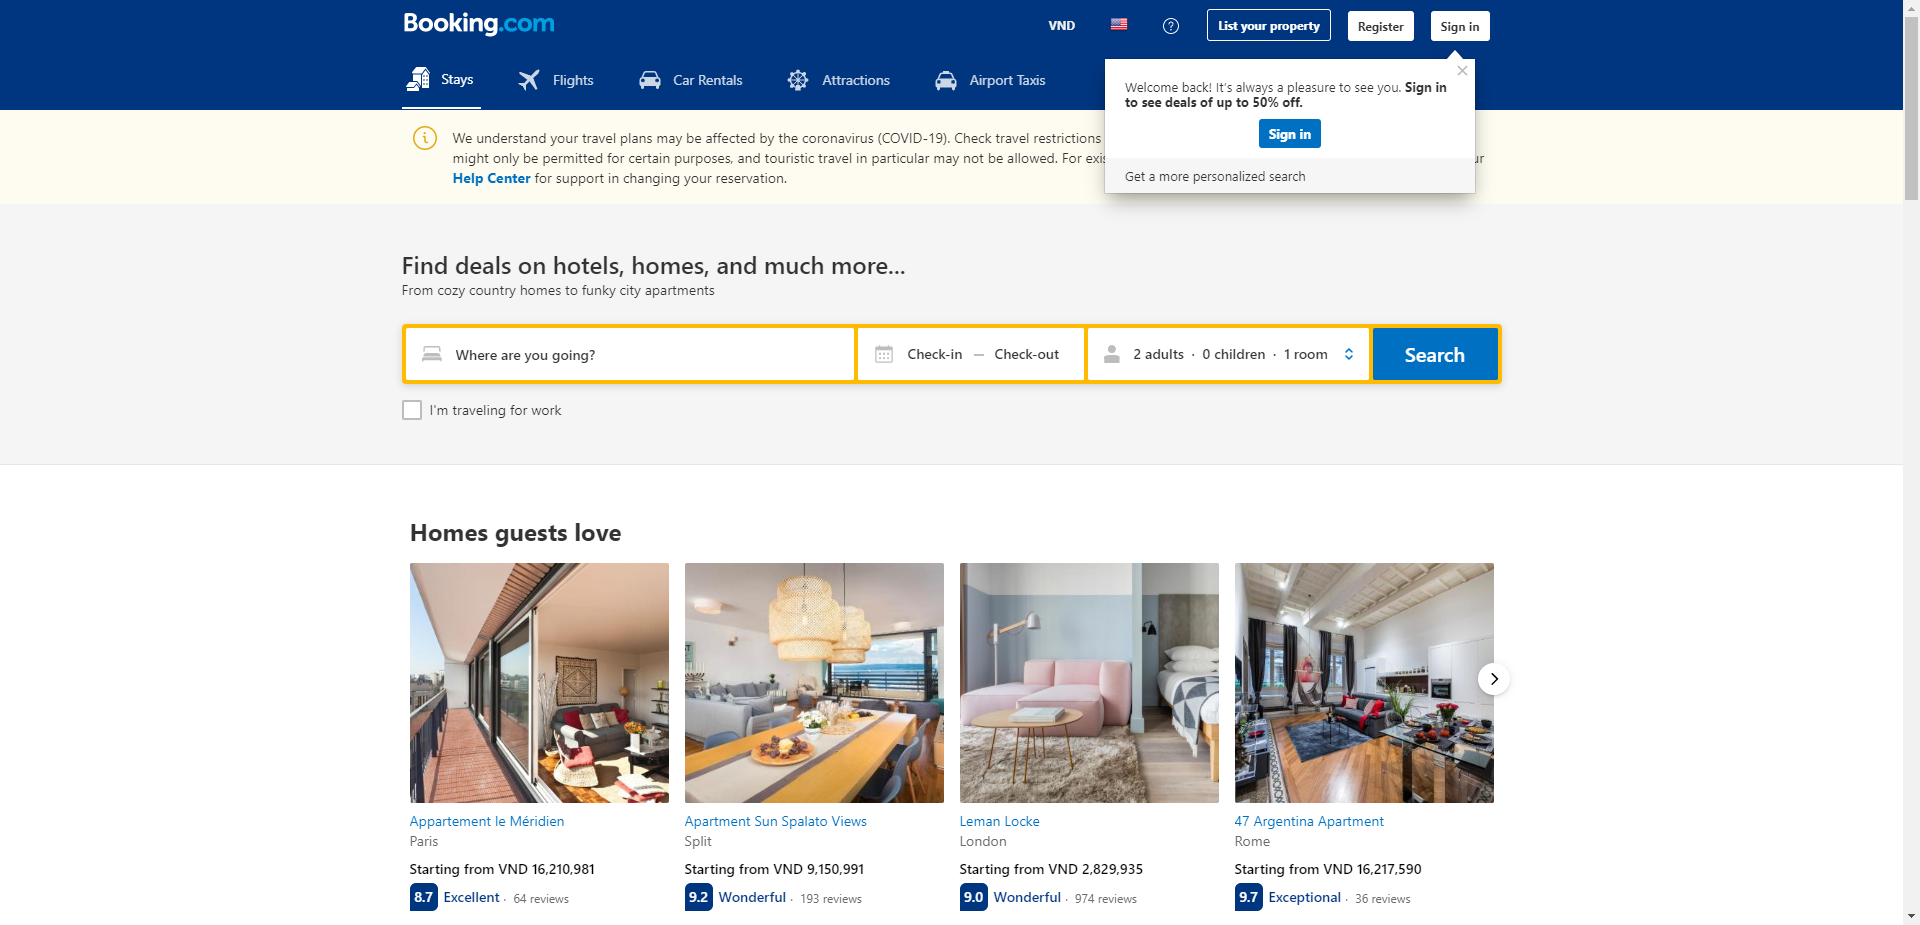 Booking.com
VND
List your property
Register
Sign in
Stays
Flights
Car Rentals
Attractions
Airport Taxis
Welcome back! It's always a pleasure to see you. Sign in
to see deals of up to 50% off.
Sign in
Get a more personalized search
We understand your travel plans may be affected by the coronavirus (COVID-19). Check travel restrictions
might only be permitted for certain purposes, and touristic travel in particular may not be allowed. For
Help Center for support in changing your reservation.
Find deals on hotels, homes, and much more...
From cozy country homes to funky city apartments
Where are you going?
Check-in — Check-out
2 adults · 0 children · 1 room
Search
I'm traveling for work
Homes guests love
Appartement le Méridien
Paris
Starting from VND 16,210,981
8.7 Excellent · 64 reviews
Apartment Sun Spalato Views
Split
Starting from VND 9,150,991
9.2 Wonderful · 193 reviews
Leman Locke
London
Starting from VND 2,829,935
9.0 Wonderful · 974 reviews
47 Argentina Apartment
Rome
Starting from VND 16,217,590
9.7 Exceptional · 36 reviews